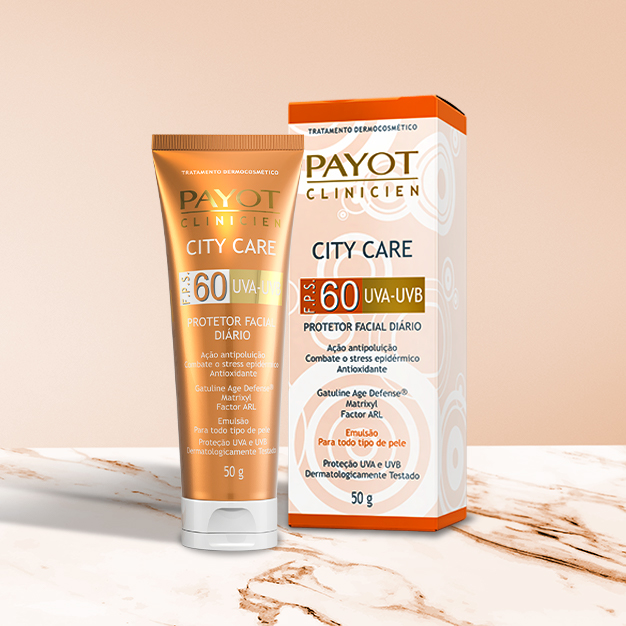 TRATAMENTO DERMOCOSMÉTICO
PAYOT
CLINICIEN
CITY CARE
F.P.S. 60 UVA-UVB
PROTETOR FACIAL
DIÁRIO
Ação antipoluição
Combate o stress epidérmico
Antioxidante
Gatuline Age Defense®
Matrixyl
Factor ARL
Emulsão
Para todo tipo de pele
Proteção UVA e UVB
Dermatologicamente Testado
50 g
TRATAMENTO DERMOCOSMÉTICO
PAYOT
CLINICIEN
CITY CARE
F.P.S. 60 UVA-UVB
PROTETOR FACIAL DIÁRIO
Ação antipoluição
Combate o stress epidérmico
Antioxidante
Gatuline Age Defense®
Matrixyl
Factor ARL
Emulsão
Para todo tipo de pele
Proteção UVA e UVB
Dermatologicamente Testado
50 g